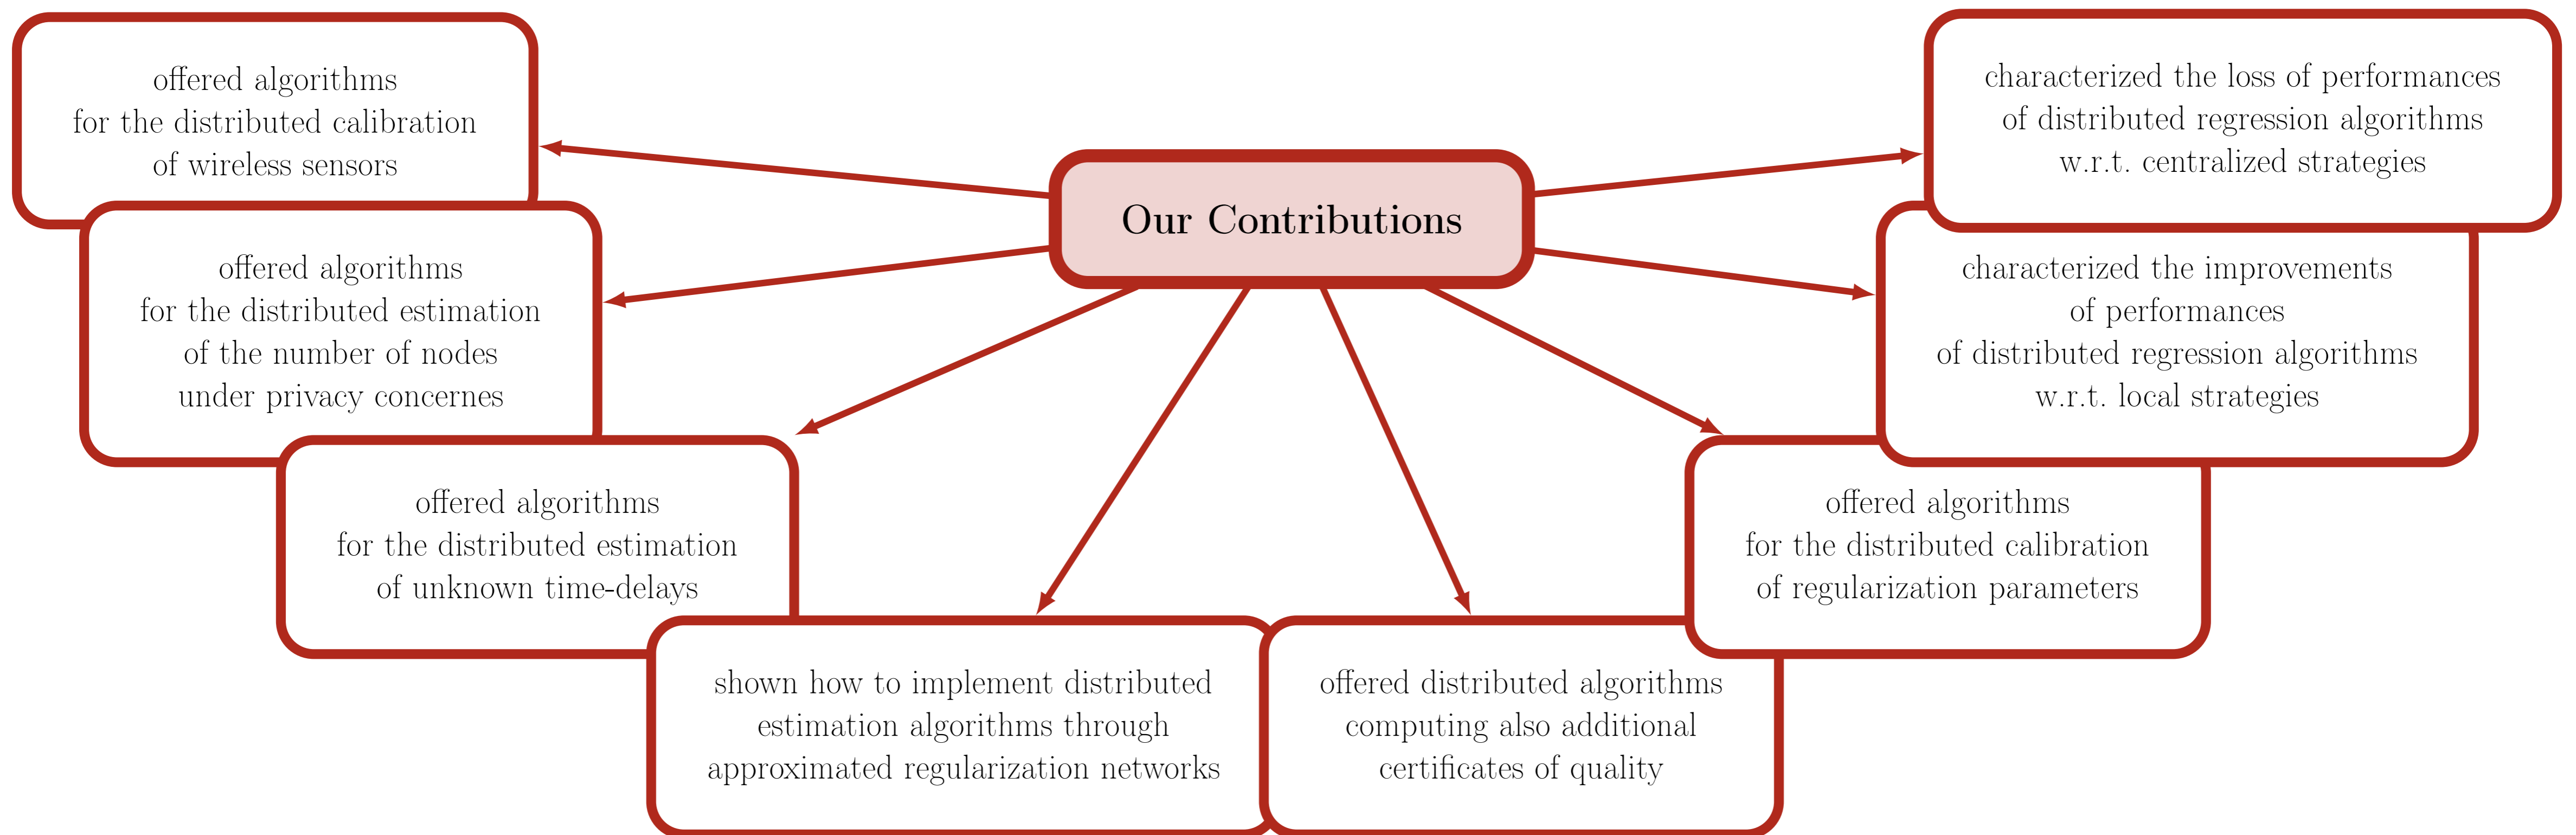 Our Contributions
offered algorithms
for the distributed calibration
of wireless sensors
offered algorithms
for the distributed estimation
of the number of nodes
under privacy concernes
offered algorithms
for the distributed estimation
of unknown time-delays
shown how to implement distributed
estimation algorithms through
approximated regularization networks
offered distributed algorithms
computing also additional
certificates of quality
offered algorithms
for the distributed calibration
of regularization parameters
characterized the improvements
of performances
of distributed regression algorithms
w.r.t. local strategies
characterized the loss of performances
of distributed regression algorithms
w.r.t. centralized strategies